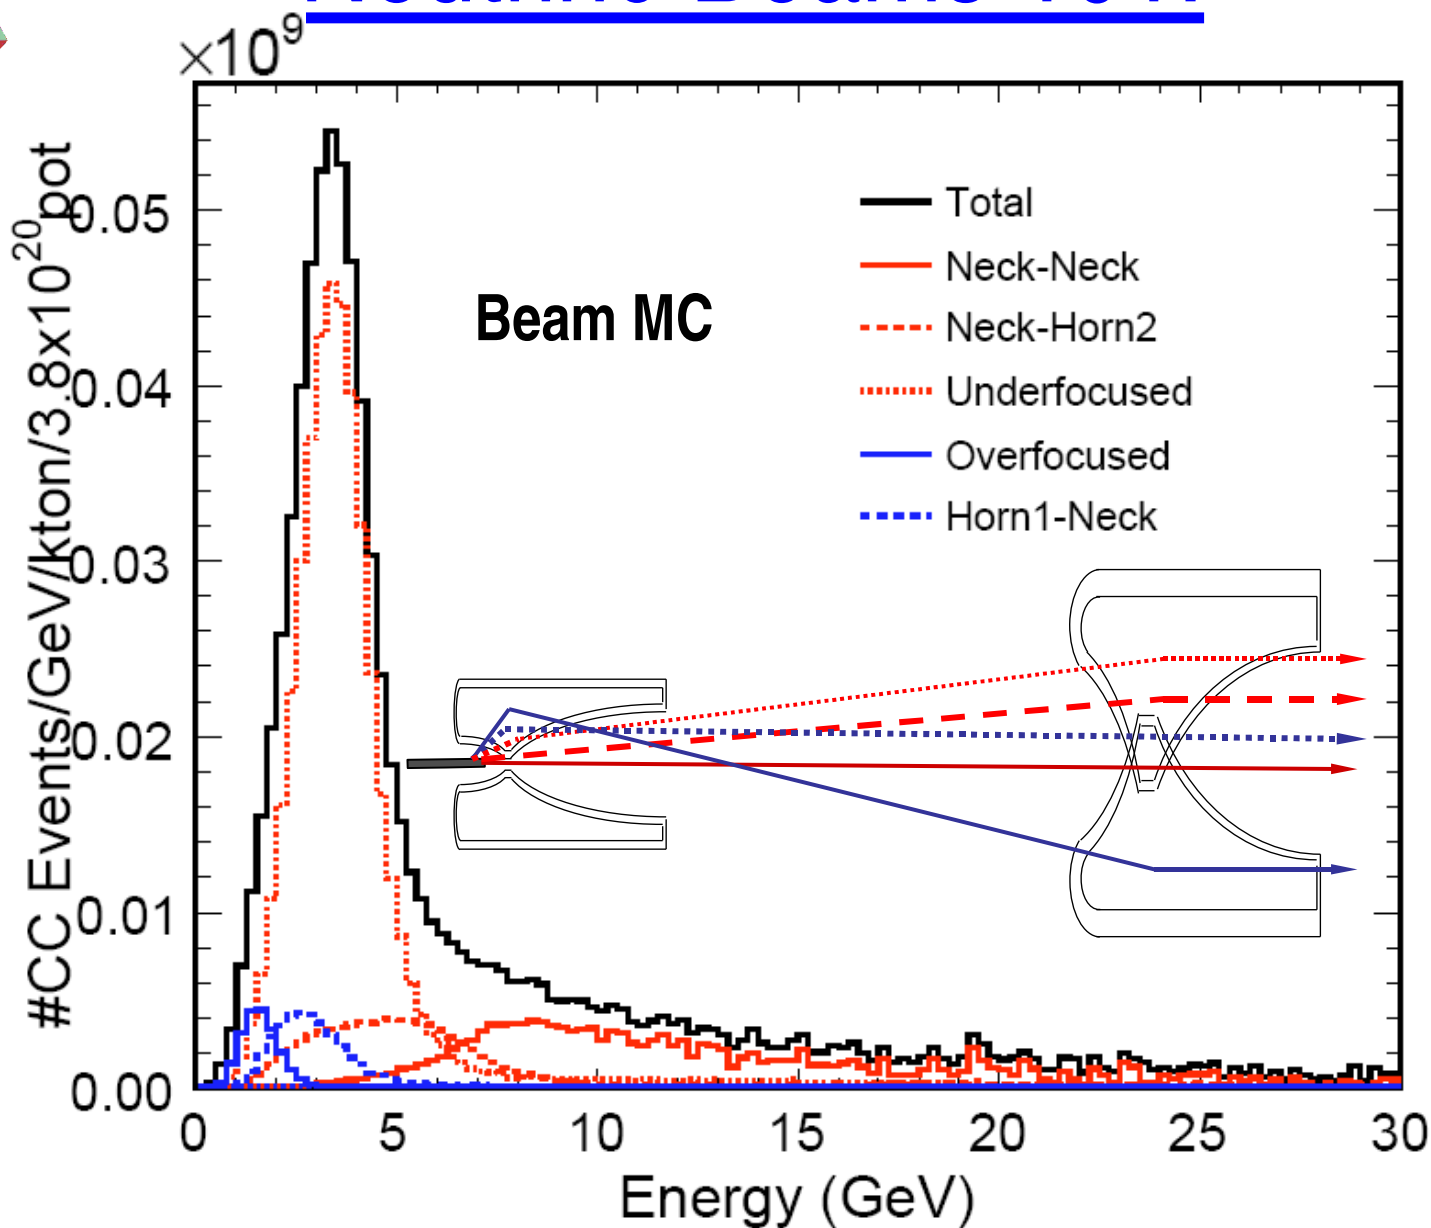 ×10⁹
#CC Events/GeV/kton/3.8x10²⁰pot
0.05
0.04
0.03
0.02
0.01
0.00
Total
Neck-Neck
Neck-Horn2
Underfocused
Overfocused
Horn1-Neck
Beam MC
0 5 10 15 20 25 30
Energy (GeV)